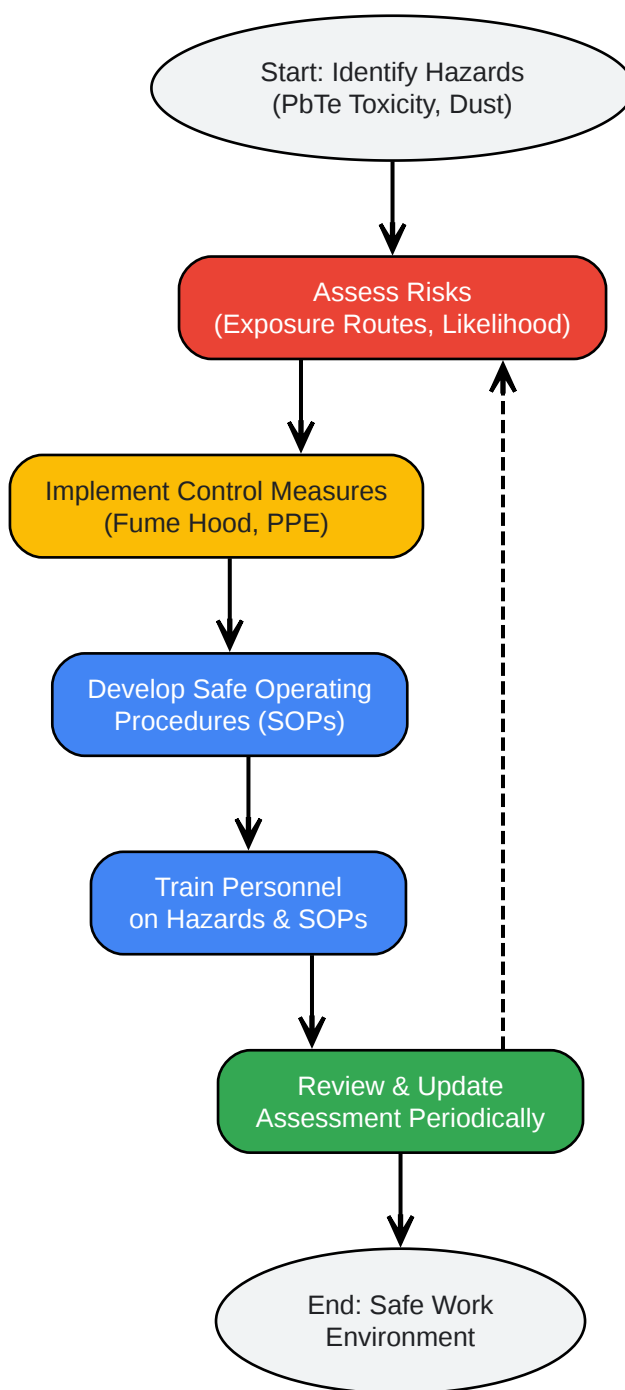 Start: Identify Hazards
(PbTe Toxicity, Dust)
Assess Risks
(Exposure Routes, Likelihood)
Implement Control Measures
(Fume Hood, PPE)
Develop Safe Operating
Procedures (SOPs)
Train Personnel
on Hazards & SOPs
Review & Update
Assessment Periodically
End: Safe Work
Environment